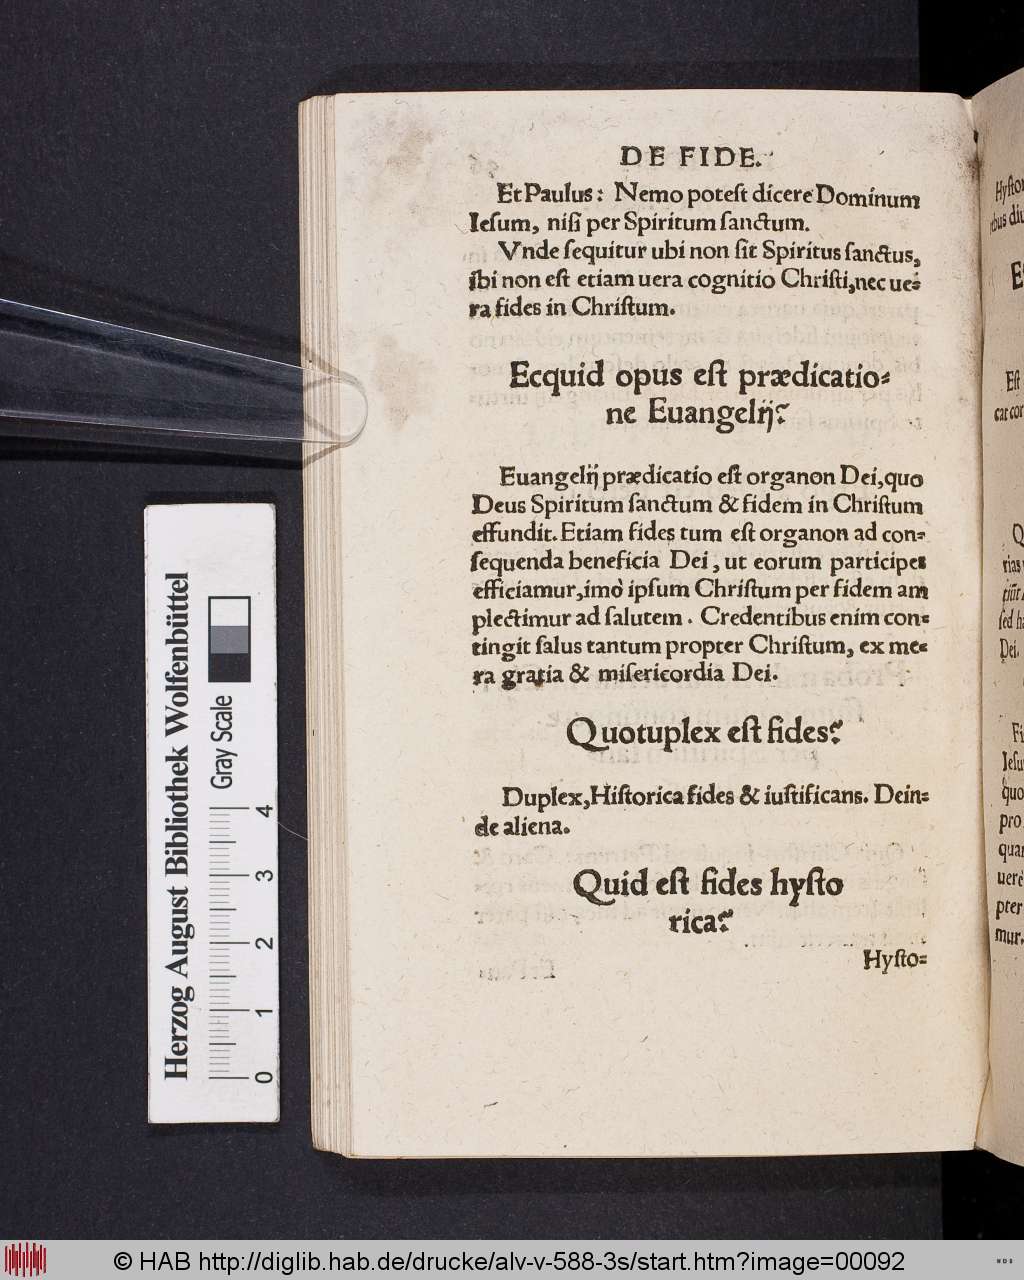 DE FIDE.
Et Paulus: Nemo potest dicere Dominum
Iesum, nisi per Spiritum sanctum.
Vnde sequitur ubi non sit Spiritus sanctus,
ibi non est etiam uera cognitio Christi, nec ue=
ra fides in Christum.
Ecquid opus est prædicatio=
ne Euangelij?
Euangelij prædicatio est organon Dei, quo
Deus Spiritum sanctum & fidem in Christum
effundit. Etiam fides tum est organon ad con=
sequenda beneficia Dei, ut eorum participes
efficiamur, imò ipsum Christum per fidem am
plectimur ad salutem. Credentibus enim con=
tingit salus tantum propter Christum, ex me=
ra gratia & misericordia Dei.
Quotuplex est fides?
Duplex, Historica fides & iustificans. Dein=
de aliena.
Quid est fides hysto
rica?
Hysto=
Herzog August Bibliothek Wolfenbüttel
Gray Scale
0 1 2 3 4
© HAB http://diglib.hab.de/drucke/alv-v-588-3s/start.htm?image=00092